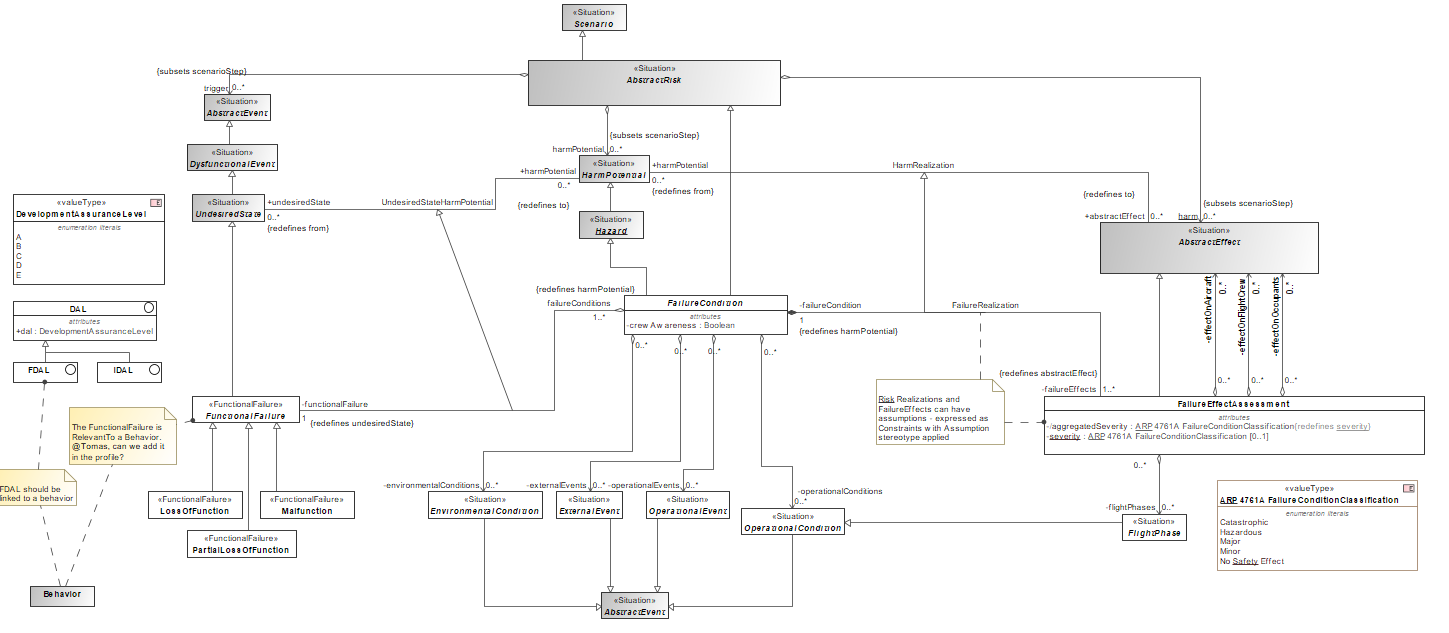 «Situation»
Scenario
{subsets scenarioStep}
trigger
0..*
«Situation»
AbstractRisk
«Situation»
AbstractEvent
{subsets scenarioStep}
harmPotential
0..*
«Situation»
DysfunctionalEvent
«Situation»
HarmPotential
+harmPotential
0..*
+harmPotential
0..*
{redefines from}
HarmRealization
{redefines to}
+abstractEffect
0..*
{subsets scenarioStep}
harm
0..*
«valueType»
DevelopmentAssuranceLevel
enumeration literals
A
B
C
D
E
«Situation»
UndesiredState
+undesiredState
0..*
{redefines from}
UndesiredStateHarmPotential
{redefines to}
«Situation»
Hazard
«Situation»
AbstractEffect
-effectOnAircraft
0..*
-effectOnFlightCrew
0..*
-effectOnOccupants
0..*
DAL
attributes
+dal : DevelopmentAssuranceLevel
FDAL
IDAL
{redefines harmPotential}
failureConditions
1..*
FailureCondition
attributes
-crewAwareness : Boolean
-failureCondition
1
{redefines harmPotential}
FailureRealization
0..*
0..*
0..*
0..*
{redefines abstractEffect}
-failureEffects
1..*
0..*
0..*
0..*
Risk Realizations and
FailureEffects can have
assumptions - expressed as
Constraints with Assumption
stereotype applied
FailureEffectAssessment
attributes
-/aggregatedSeverity : ARP 4761A FailureConditionClassification{redefines severity}
-severity : ARP 4761A FailureConditionClassification [0..1]
«FunctionalFailure»
FunctionalFailure
-functionalFailure
1
{redefines undesiredState}
The FunctionalFailure is
RelevantTo a Behavior.
@Tomas, can we add it
in the profile?
FDAL should be
linked to a behavior
«FunctionalFailure»
LossOfFunction
«FunctionalFailure»
Malfunction
«FunctionalFailure»
PartialLossOfFunction
Behavior
-environmentalConditions
0..*
«Situation»
EnvironmentalCondition
-externalEvents
0..*
«Situation»
ExternalEvent
-operationalEvents
0..*
«Situation»
OperationalEvent
-operationalConditions
0..*
«Situation»
OperationalCondition
0..*
-flightPhases
0..*
«Situation»
FlightPhase
«valueType»
ARP 4761A FailureConditionClassification
enumeration literals
Catastrophic
Hazardous
Major
Minor
No Safety Effect
«Situation»
AbstractEvent